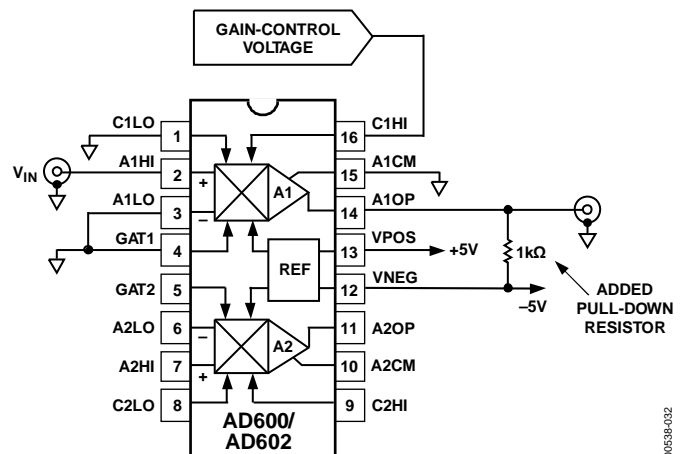 GAIN-CONTROL
VOLTAGE
C1LO
1
16
C1HI
VIN
A1HI
2
+
A1
15
A1CM
A1LO
3
–
14
A1OP
GAT1
4
REF
13
VPOS
+5V
1kΩ
GAT2
5
12
VNEG
–5V
ADDED
PULL-DOWN
RESISTOR
A2LO
6
–
A2
11
A2OP
A2HI
7
+
10
A2CM
C2LO
8
9
C2HI
AD600/
AD602
00538-032